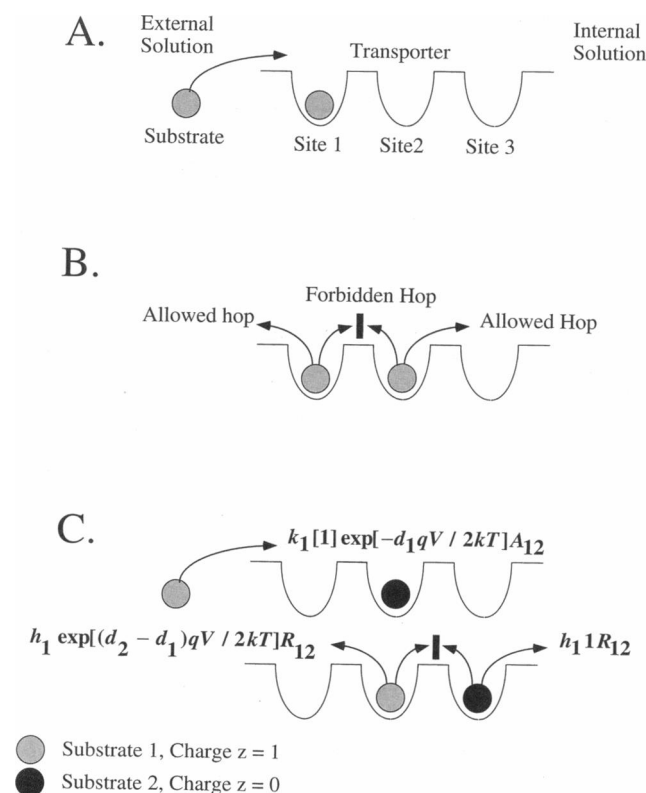 A.
External
Solution
Transporter
Internal
Solution
Substrate
Site 1
Site2
Site 3
B.
Allowed hop
Forbidden Hop
Allowed Hop
C.
k₁[1] exp[−d₁qV / 2kT]A₁₂
h₁ exp[(d₂ − d₁)qV / 2kT]R₁₂
h₁1R₁₂
Substrate 1, Charge z = 1
Substrate 2, Charge z = 0